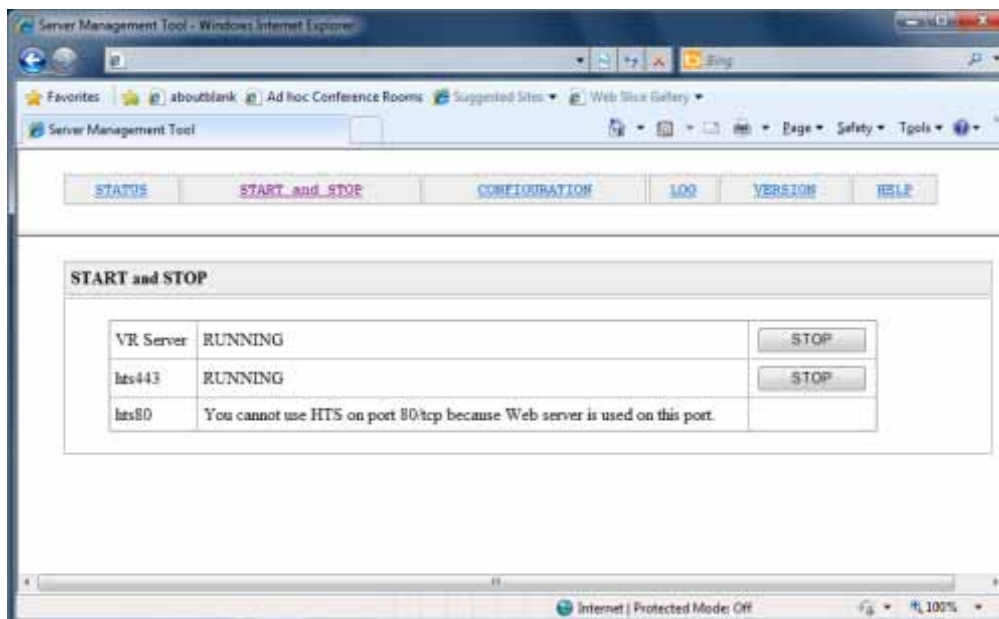 Server Management Tool - Windows Internet Explorer
Bing
Favorites aboutblank Ad hoc Conference Rooms Suggested Sites Web Slice Gallery
Server Management Tool Page Safety Tools
STATUS START and STOP CONFIGURATION LOG VERSION HELP
START and STOP
VR Server RUNNING STOP
hts443 RUNNING STOP
hts80 You cannot use HTS on port 80/tcp because Web server is used on this port.
Internet | Protected Mode: Off 100%